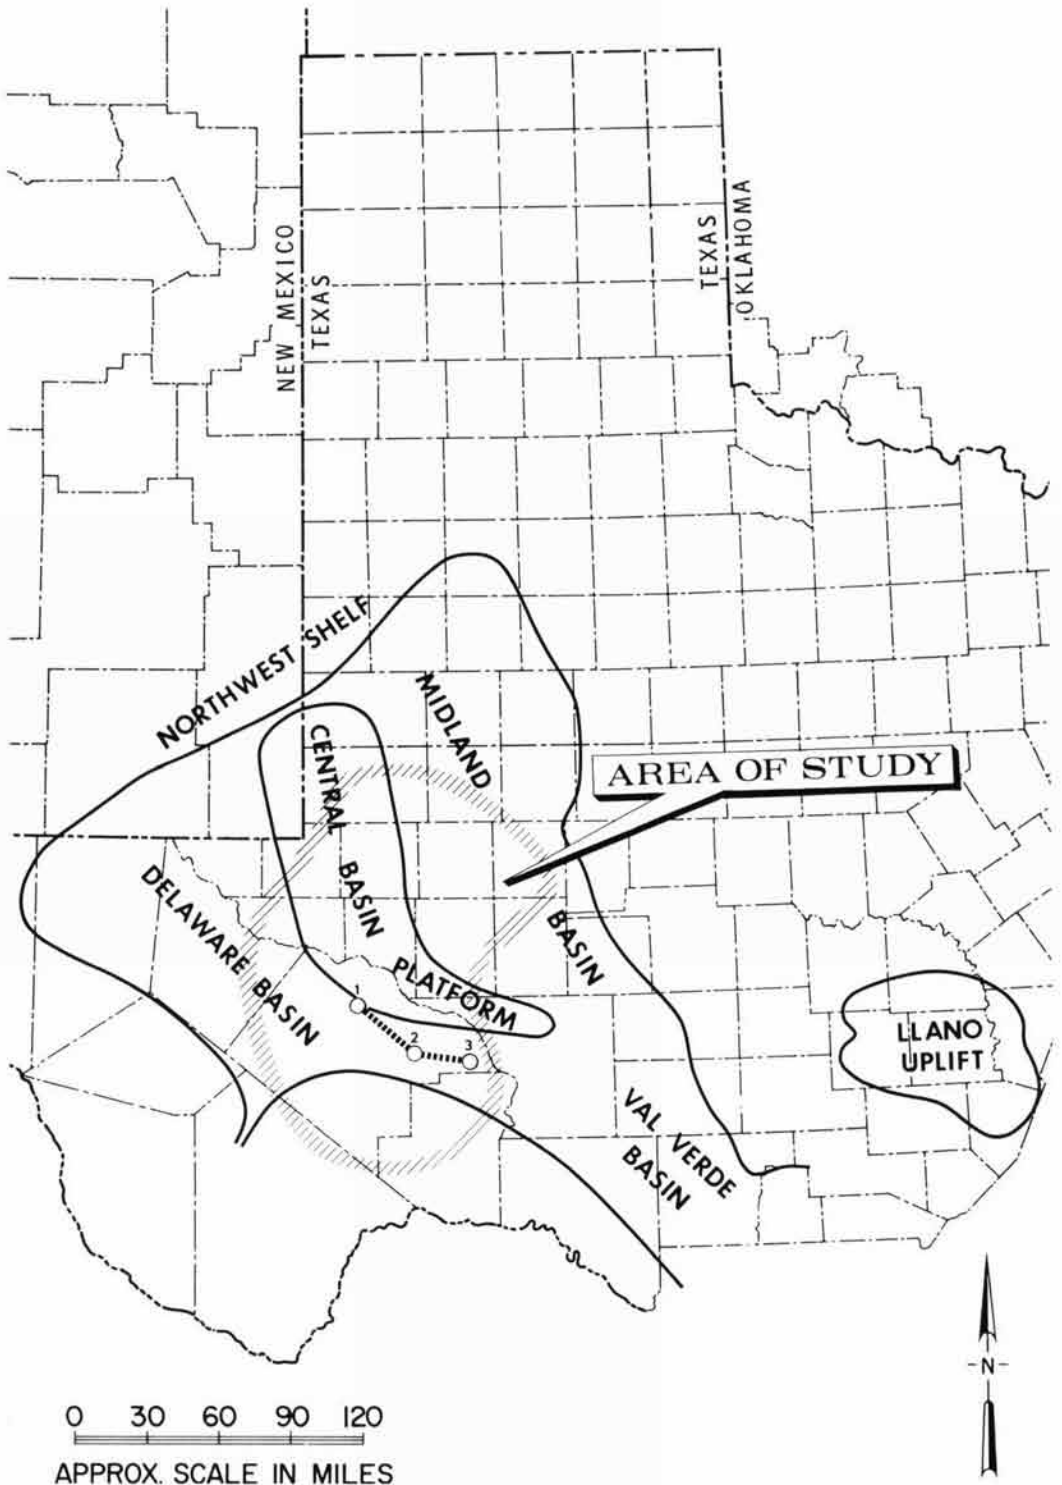 NEW MEXICO
TEXAS
TEXAS
OKLAHOMA
NORTHWEST SHELF
MIDLAND
BASIN
CENTRAL
BASIN
PLATFORM
AREA OF STUDY
DELAWARE BASIN
1
2
3
LLANO
UPLIFT
VAL VERDE
BASIN
N
0 30 60 90 120
APPROX. SCALE IN MILES